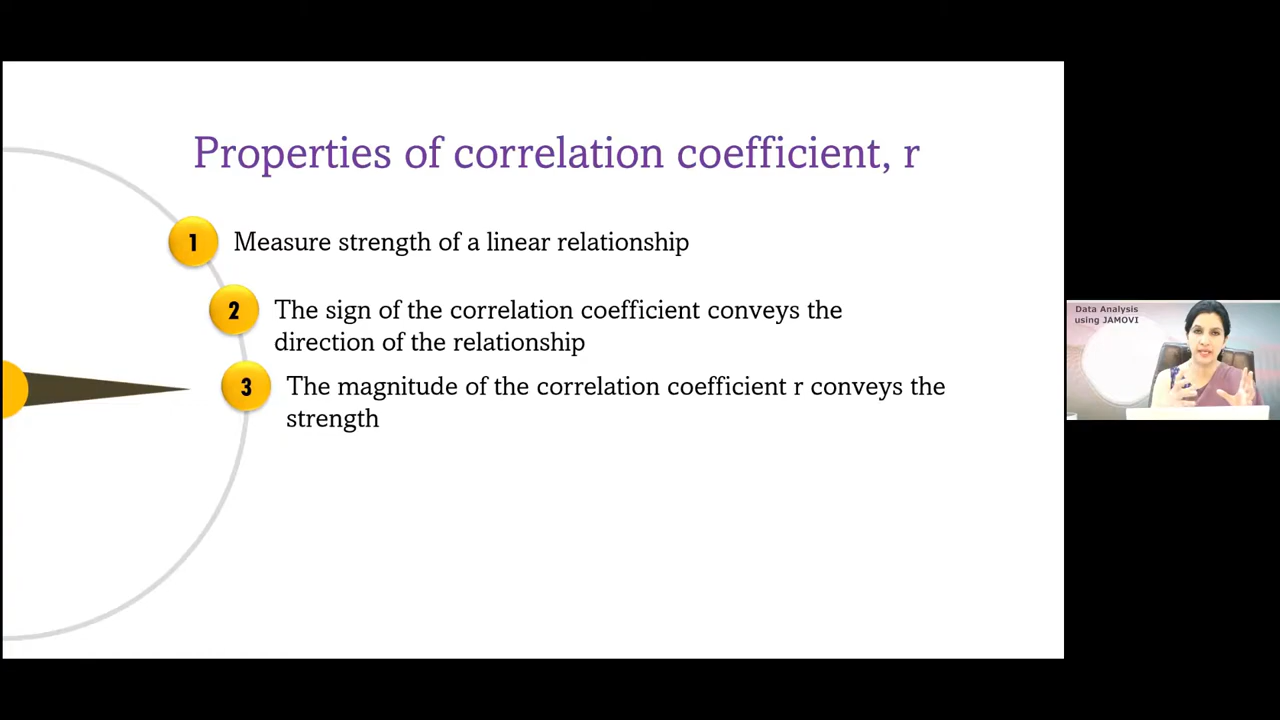 Properties of correlation coefficient, r
1 Measure strength of a linear relationship
2 The sign of the correlation coefficient conveys the
direction of the relationship
3 The magnitude of the correlation coefficient r conveys the
strength
Data Analysis
using JAMOVI